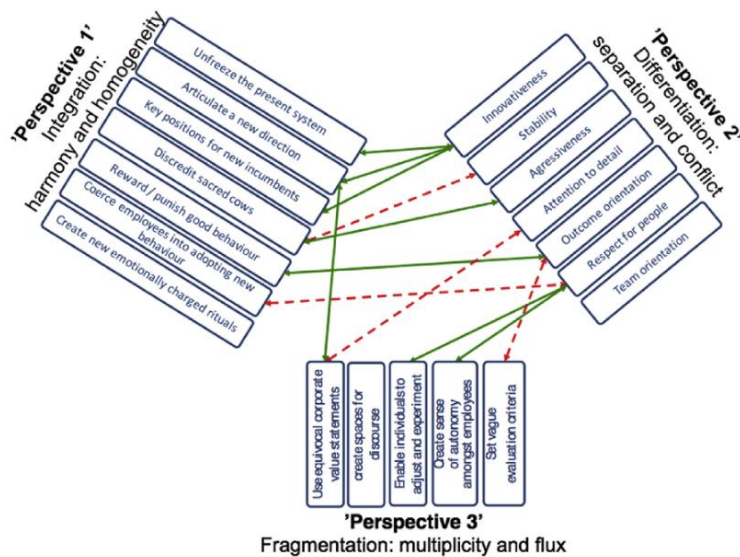 'Perspective 1'
Integration:
harmony and homogeneity
Unfreeze the present system
Articulate a new direction
Key positions for new incumbents
Discredit sacred cows
Reward / punish good behaviour
Coerce employees into adopting new
behaviour
Create new emotionally charged rituals
'Perspective 2'
Differentiation:
separation and conflict
Innovativeness
Stability
Agressiveness
Attention to detail
Outcome orientation
Respect for people
Team orientation
Use equivocal corporate
value statements
create spaces for
discourse
Enable individuals to
adjust and experiment
Create sense
of autonomy
amongst employees
Set vague
evaluation criteria
'Perspective 3'
Fragmentation: multiplicity and flux